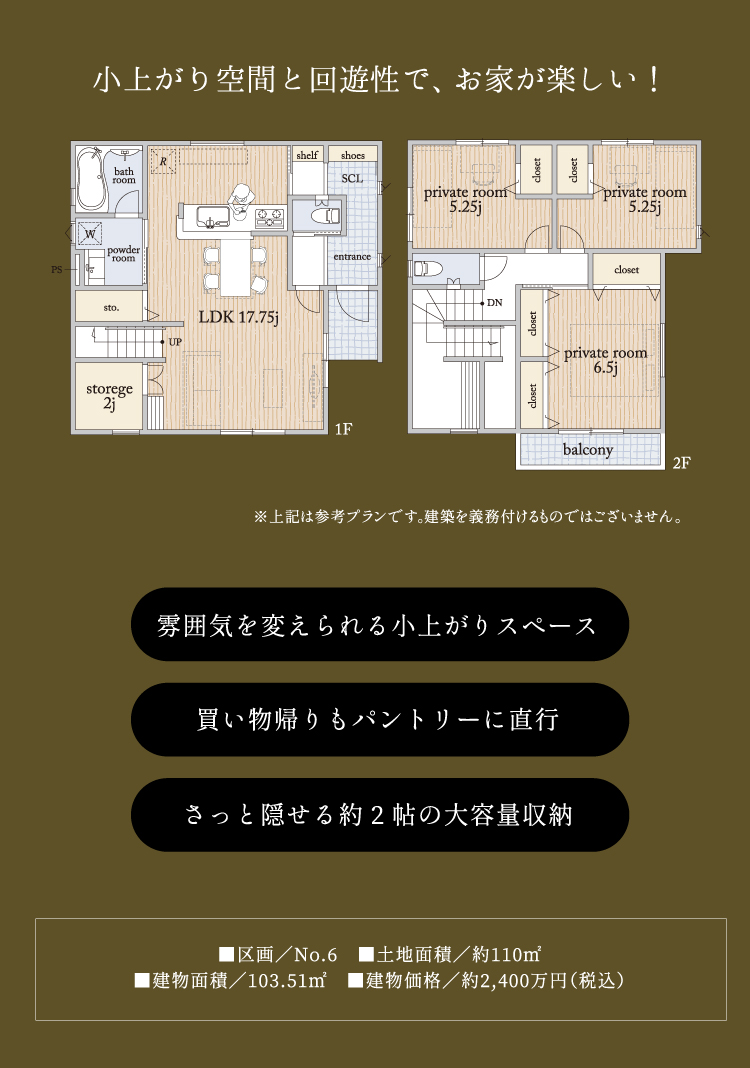 小上がり空間と回遊性で、お家が楽しい！
bath room
R
shelf
shoes
SCL
W
powder room
PS
entrance
sto.
LDK 17.75j
UP
storege 2j
1F
private room 5.25j
closet
closet
private room 5.25j
closet
DN
closet
private room 6.5j
closet
balcony
2F
※上記は参考プランです。建築を義務付けるものではございません。
雰囲気を変えられる小上がりスペース
買い物帰りもパントリーに直行
さっと隠せる約2帖の大容量収納
■区画／No.6　■土地面積／約110㎡
■建物面積／103.51㎡　■建物価格／約2,400万円（税込）